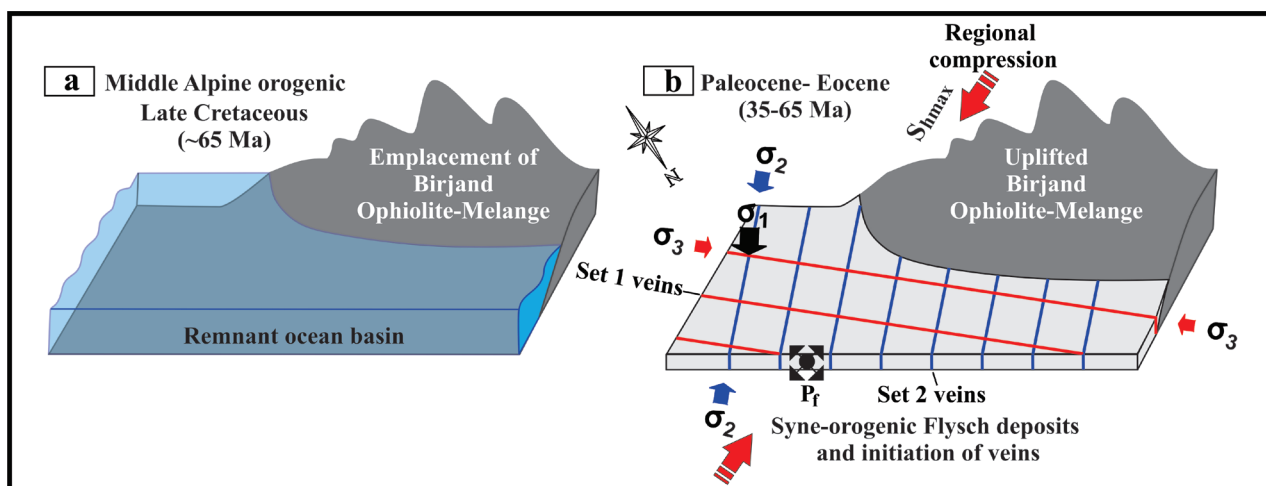 a
Middle Alpine orogenic
Late Cretaceous
(~65 Ma)
Emplacement of
Birjand
Ophiolite-Melange
Remnant ocean basin
b
Paleocene- Eocene
(35-65 Ma)
Regional
compression
Shmax
N
Uplifted
Birjand
Ophiolite-Melange
σ2
σ1
σ3
Set 1 veins
σ3
Pf
Set 2 veins
σ2
Syne-orogenic Flysch deposits
and initiation of veins